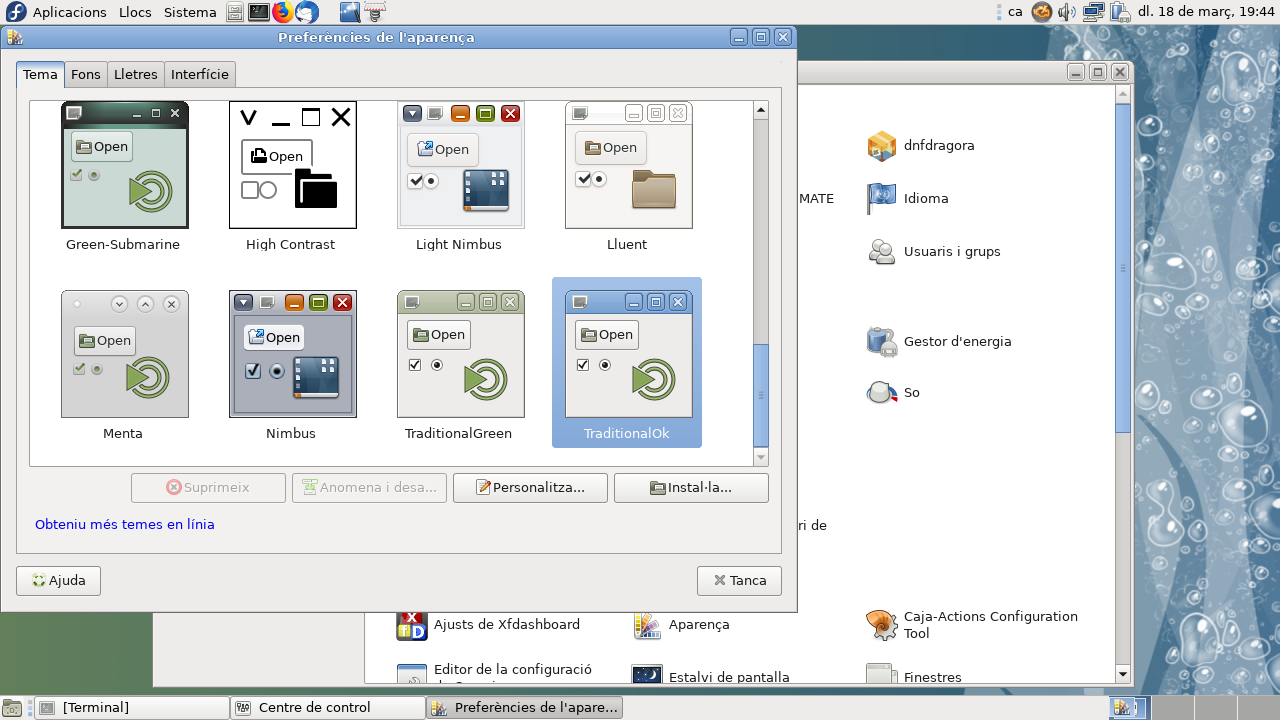 Aplicacions Llocs Sistema
ca
dl. 18 de març, 19:44
Preferències de l'aparença
Tema Fons Lletres Interfície
Open
Open
Open
Open
Green-Submarine
High Contrast
Light Nimbus
Lluent
Open
Open
Open
Open
Menta
Nimbus
TraditionalGreen
TraditionalOk
Suprimeix
Anomena i desa...
Personalitza...
Instal·la...
Obteniu més temes en línia
Ajuda
Tanca
dnfdragora
MATE
Idioma
Usuaris i grups
Gestor d'energia
So
ri de
Ajusts de Xfdashboard
Aparença
Caja-Actions Configuration
Tool
Editor de la configuració
Estalvi de pantalla
Finestres
[Terminal]
Centre de control
Preferències de l'apare...